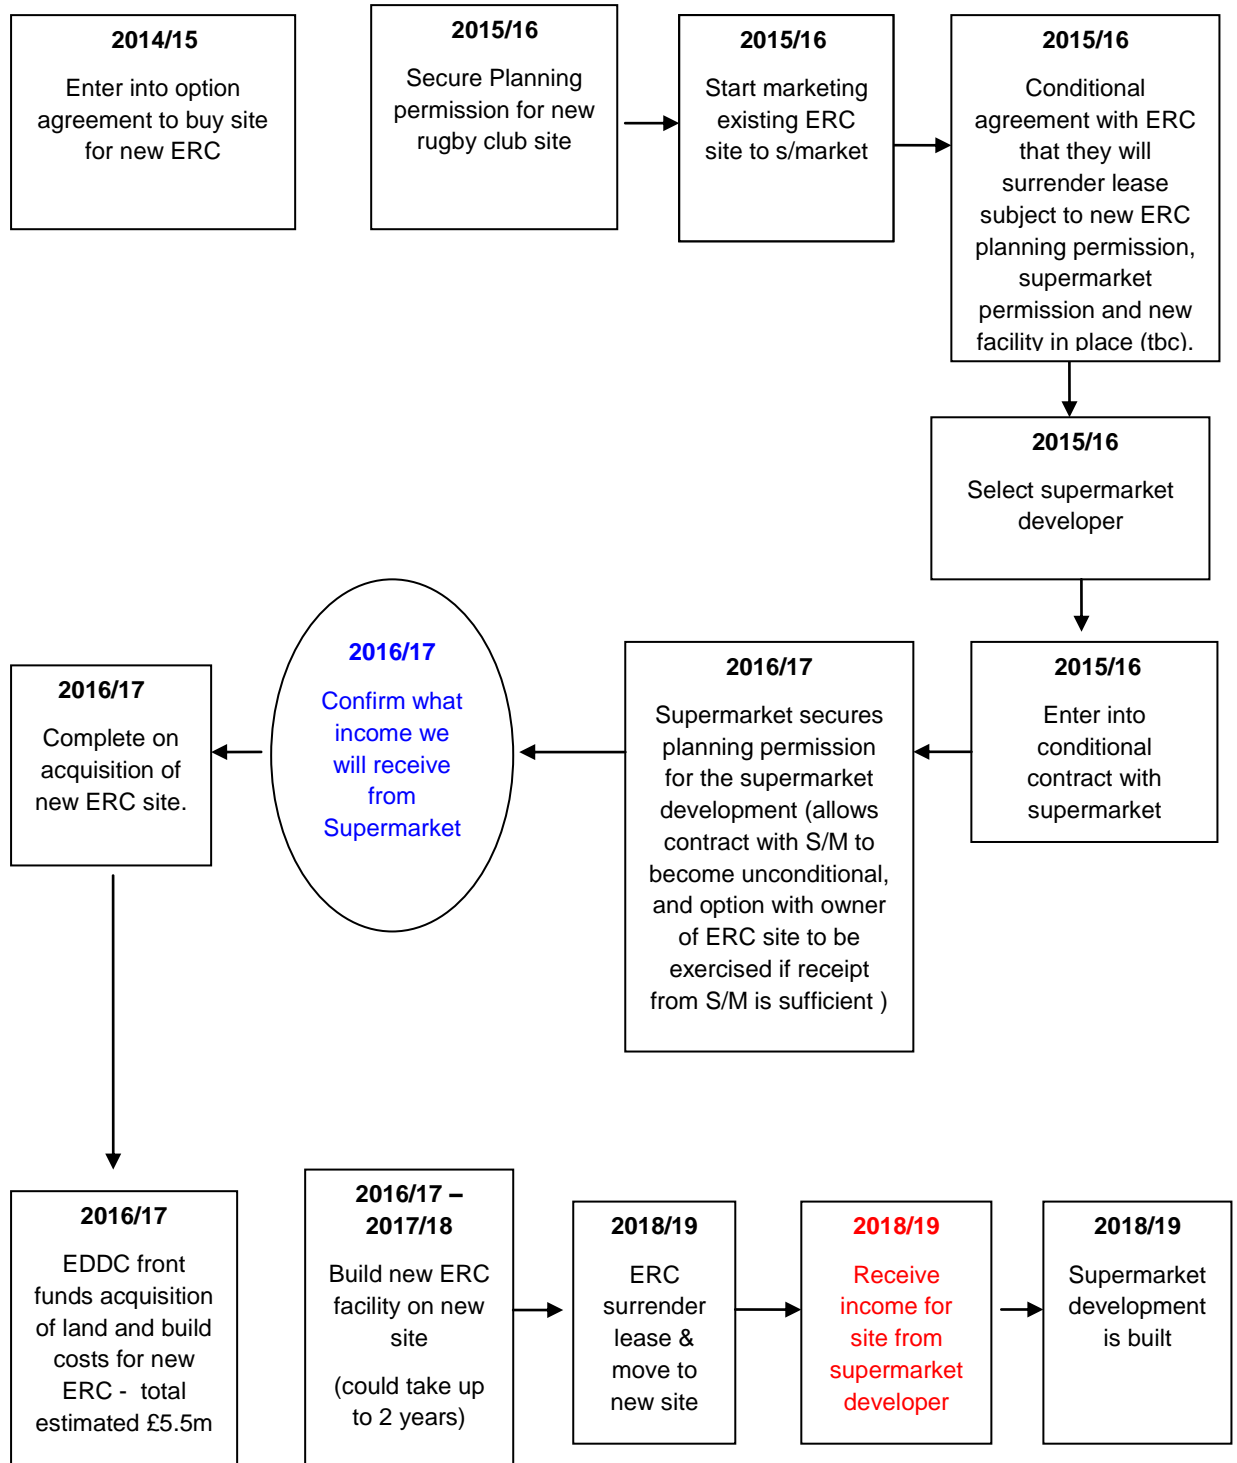 2014/15
Enter into option
agreement to buy site
for new ERC
2015/16
Secure Planning
permission for new
rugby club site
2015/16
Start marketing
existing ERC
site to s/market
2015/16
Conditional
agreement with ERC
that they will
surrender lease
subject to new ERC
planning permission,
supermarket
permission and new
facility in place (tbc).
2015/16
Select supermarket
developer
2015/16
Enter into
conditional
contract with
supermarket
2016/17
Supermarket secures
planning permission
for the supermarket
development (allows
contract with S/M to
become unconditional,
and option with owner
of ERC site to be
exercised if receipt
from S/M is sufficient )
2016/17
Confirm what
income we
will receive
from
Supermarket
2016/17
Complete on
acquisition of
new ERC site.
2016/17
EDDC front
funds acquisition
of land and build
costs for new
ERC - total
estimated £5.5m
2016/17 –
2017/18
Build new ERC
facility on new
site
(could take up
to 2 years)
2018/19
ERC
surrender
lease &
move to
new site
2018/19
Receive
income for
site from
supermarket
developer
2018/19
Supermarket
development
is built